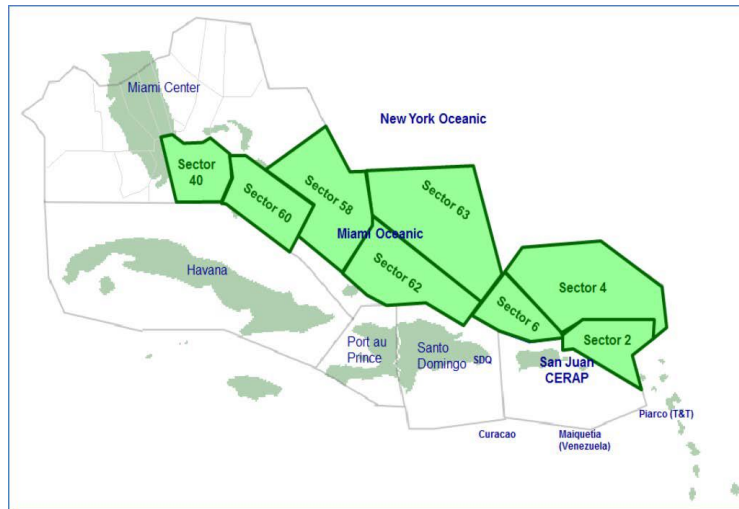 Miami Center
New York Oceanic
Sector
40
Sector 60
Sector 58
Sector 63
Miami Oceanic
Havana
Sector 62
Sector 4
Sector 6
Sector 2
Port au
Prince
Santo
Domingo
SDQ
San Juan
CERAP
Piarco (T&T)
Curacao
Maiquetia
(Venezuela)